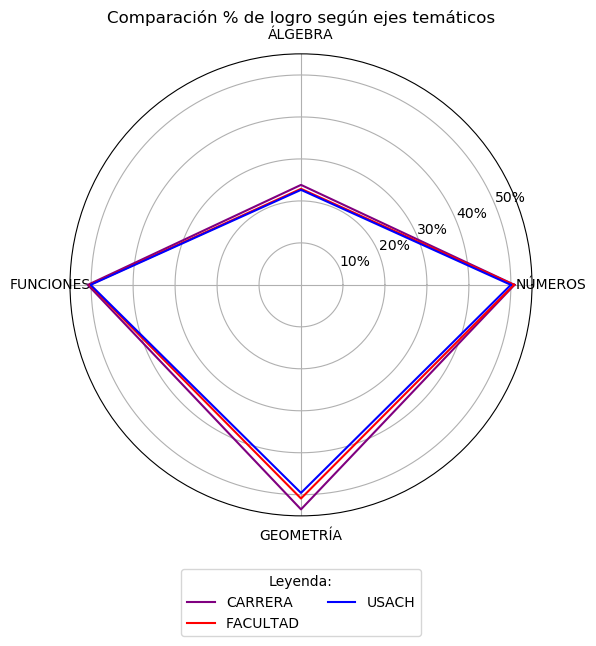 Comparación % de logro según ejes temáticos
ÁLGEBRA
50%
40%
30%
20%
10%
FUNCIONES
NÚMEROS
GEOMETRÍA
Leyenda:
CARRERA
FACULTAD
USACH